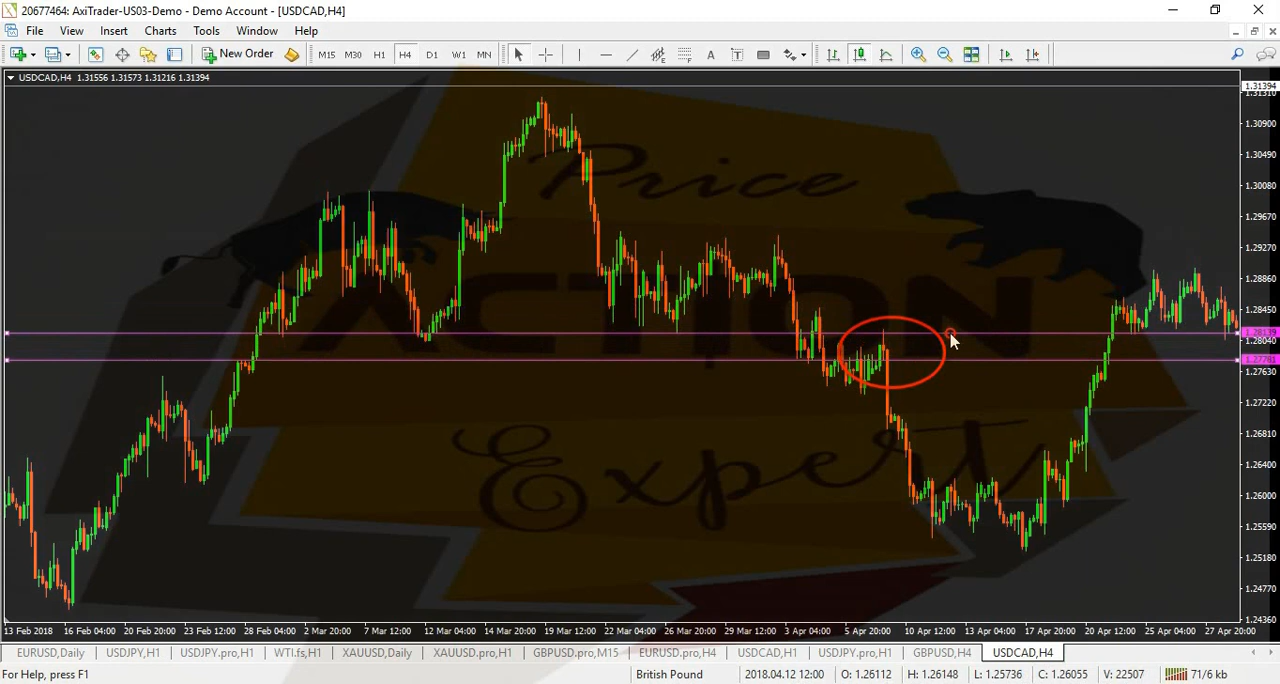 20677464: AxiTrader-US03-Demo - Demo Account - [USDCAD,H4]
File View Insert Charts Tools Window Help
New Order M15 M30 H1 H4 D1 W1 MN A T
USDCAD,H4 1.31556 1.31573 1.31216 1.31394
1.31394
1.31310
1.30900
1.30490
1.30080
1.29670
1.29270
1.28860
1.28450
1.28139
1.28040
1.27781
1.27630
1.27220
1.26810
1.26400
1.26000
1.25590
1.25180
1.24770
1.24360
Price
ACTION
Expert
13 Feb 2018 16 Feb 04:00 20 Feb 20:00 23 Feb 12:00 28 Feb 04:00 2 Mar 20:00 7 Mar 12:00 12 Mar 04:00 14 Mar 20:00 19 Mar 12:00 22 Mar 04:00 26 Mar 20:00 29 Mar 12:00 3 Apr 04:00 5 Apr 20:00 10 Apr 12:00 13 Apr 04:00 17 Apr 20:00 20 Apr 12:00 25 Apr 04:00 27 Apr 20:00
EURUSD,Daily USDJPY,H1 USDJPY.pro,H1 WTI.fs,H1 XAUUSD,Daily XAUUSD.pro,H1 GBPUSD.pro,M15 EURUSD.pro,H4 USDCAD,H1 USDJPY.pro,H1 GBPUSD,H4 USDCAD,H4
For Help, press F1 British Pound 2018.04.12 12:00 O: 1.26112 H: 1.26148 L: 1.25736 C: 1.26055 V: 22507 71/6 kb